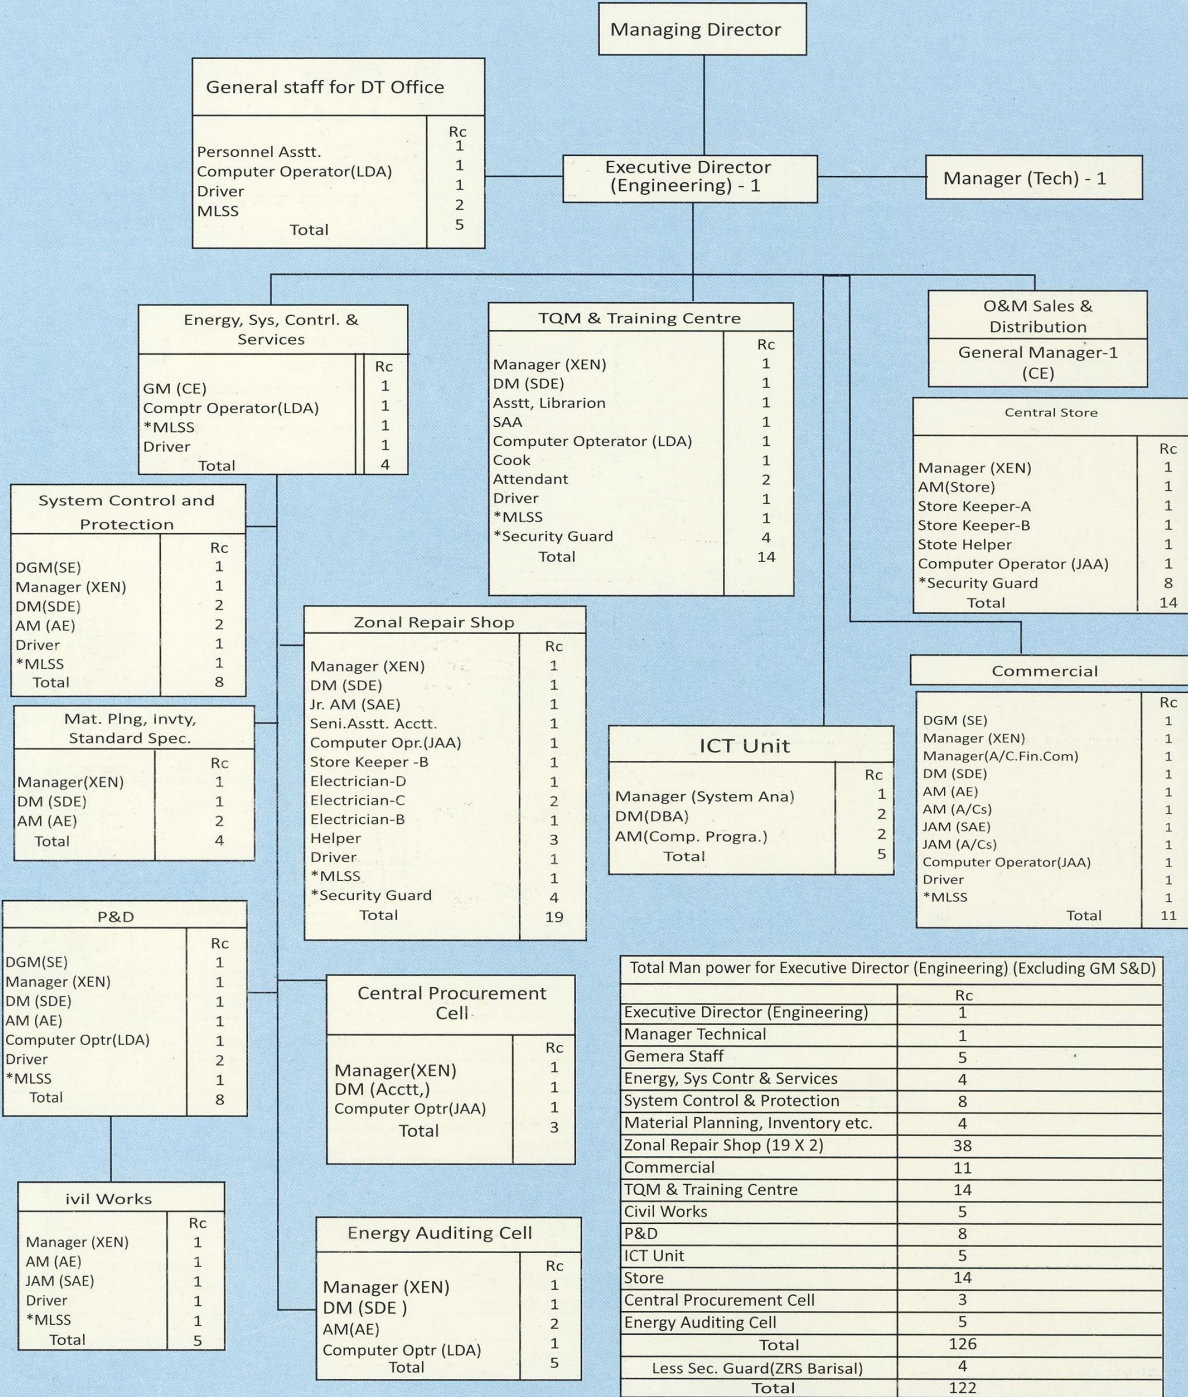 Managing Director
General staff for DT Office
Rc
Personnel Asstt. 1
Computer Operator(LDA) 1
Driver 1
MLSS 2
Total 5
Executive Director
(Engineering) - 1
Manager (Tech) - 1
Energy, Sys, Contrl. &
Services
Rc
GM (CE) 1
Comptr Operator(LDA) 1
*MLSS 1
Driver 1
Total 4
TQM & Training Centre
Rc
Manager (XEN) 1
DM (SDE) 1
Asstt, Librarion 1
SAA 1
Computer Opterator (LDA) 1
Cook 1
Attendant 2
Driver 1
*MLSS 1
*Security Guard 4
Total 14
O&M Sales &
Distribution
General Manager-1
(CE)
Central Store
Rc
Manager (XEN) 1
AM(Store) 1
Store Keeper-A 1
Store Keeper-B 1
Stote Helper 1
Computer Operator (JAA) 1
*Security Guard 8
Total 14
System Control and
Protection
Rc
DGM(SE) 1
Manager (XEN) 1
DM(SDE) 2
AM (AE) 2
Driver 1
*MLSS 1
Total 8
Zonal Repair Shop
Rc
Manager (XEN) 1
DM (SDE) 1
Jr. AM (SAE) 1
Seni.Asstt. Acctt. 1
Computer Opr.(JAA) 1
Store Keeper -B 1
Electrician-D 1
Electrician-C 2
Electrician-B 1
Helper 3
Driver 1
*MLSS 1
*Security Guard 4
Total 19
Commercial
Rc
DGM (SE) 1
Manager (XEN) 1
Manager(A/C.Fin.Com) 1
DM (SDE) 1
AM (AE) 1
AM (A/Cs) 1
JAM (SAE) 1
JAM (A/Cs) 1
Computer Operator(JAA) 1
Driver 1
*MLSS 1
Total 11
Mat. Plng, Invty,
Standard Spec.
Rc
Manager(XEN) 1
DM (SDE) 1
AM (AE) 2
Total 4
ICT Unit
Rc
Manager (System Ana) 1
DM(DBA) 2
AM(Comp. Progra.) 2
Total 5
P&D
Rc
DGM(SE) 1
Manager (XEN) 1
DM (SDE) 1
AM (AE) 1
Computer Optr(LDA) 1
Driver 2
*MLSS 1
Total 8
Central Procurement
Cell
Rc
Manager(XEN) 1
DM (Acctt,) 1
Computer Optr(JAA) 1
Total 3
ivil Works
Rc
Manager (XEN) 1
AM (AE) 1
JAM (SAE) 1
Driver 1
*MLSS 1
Total 5
Energy Auditing Cell
Rc
Manager (XEN) 1
DM (SDE ) 1
AM(AE) 2
Computer Optr (LDA) 1
Total 5
Total Man power for Executive Director (Engineering) (Excluding GM S&D)
Rc
Executive Director (Engineering) 1
Manager Technical 1
Gemera Staff 5
Energy, Sys Contr & Services 4
System Control & Protection 8
Material Planning, Inventory etc. 4
Zonal Repair Shop (19 X 2) 38
Commercial 11
TQM & Training Centre 14
Civil Works 5
P&D 8
ICT Unit 5
Store 14
Central Procurement Cell 3
Energy Auditing Cell 5
Total 126
Less Sec. Guard(ZRS Barisal) 4
Total 122